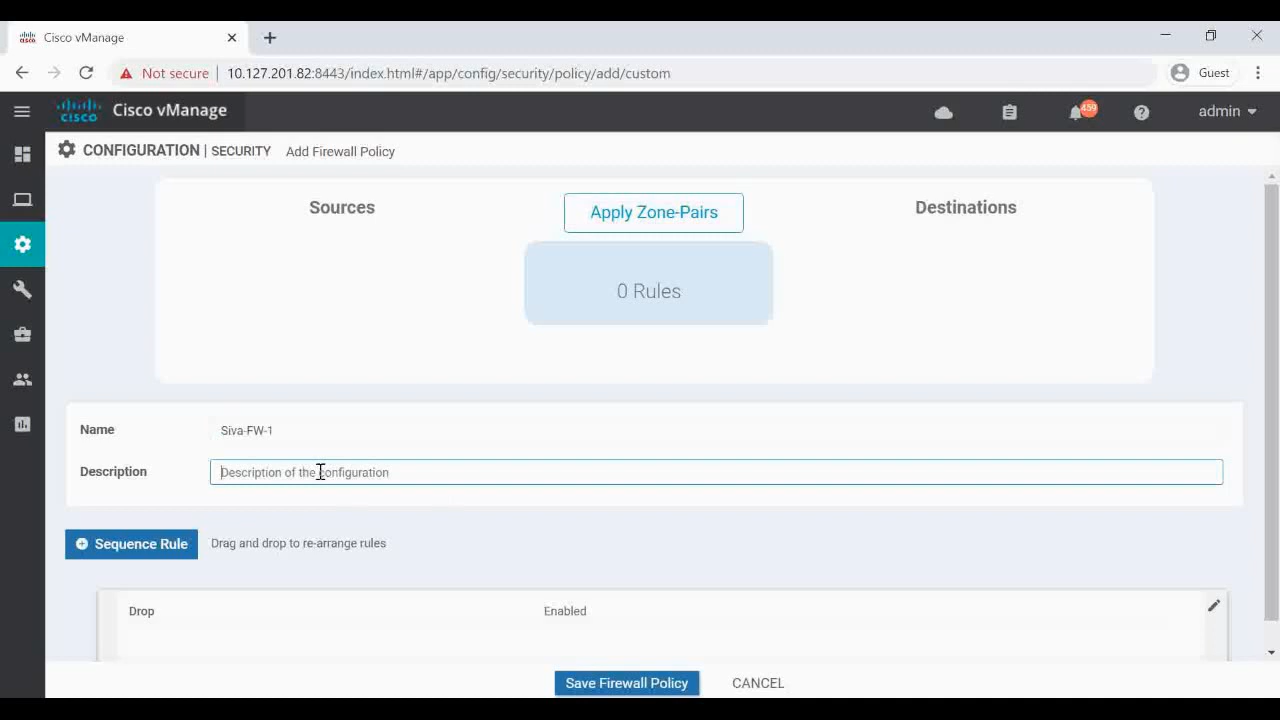 Cisco vManage
Not secure
10.127.201.82:8443/index.html#/app/config/security/policy/add/custom
Guest
cisco
Cisco vManage
459
admin
CONFIGURATION | SECURITY Add Firewall Policy
Sources
Apply Zone-Pairs
Destinations
0 Rules
Name
Siva-FW-1
Description
Description of the configuration
Sequence Rule
Drag and drop to re-arrange rules
Drop
Enabled
Save Firewall Policy
CANCEL